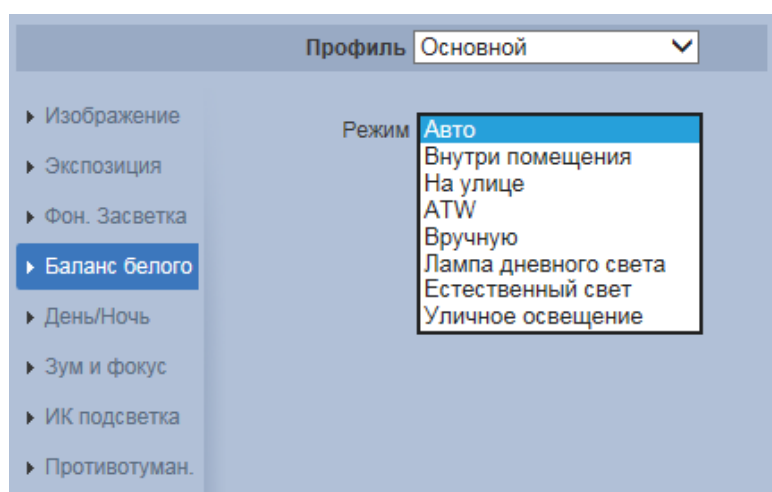 Профиль Основной
Изображение
Экспозиция
Фон. Засветка
Баланс белого
День/Ночь
Зум и фокус
ИК подсветка
Противотуман.
Режим Авто
Внутри помещения
На улице
ATW
Вручную
Лампа дневного света
Естественный свет
Уличное освещение